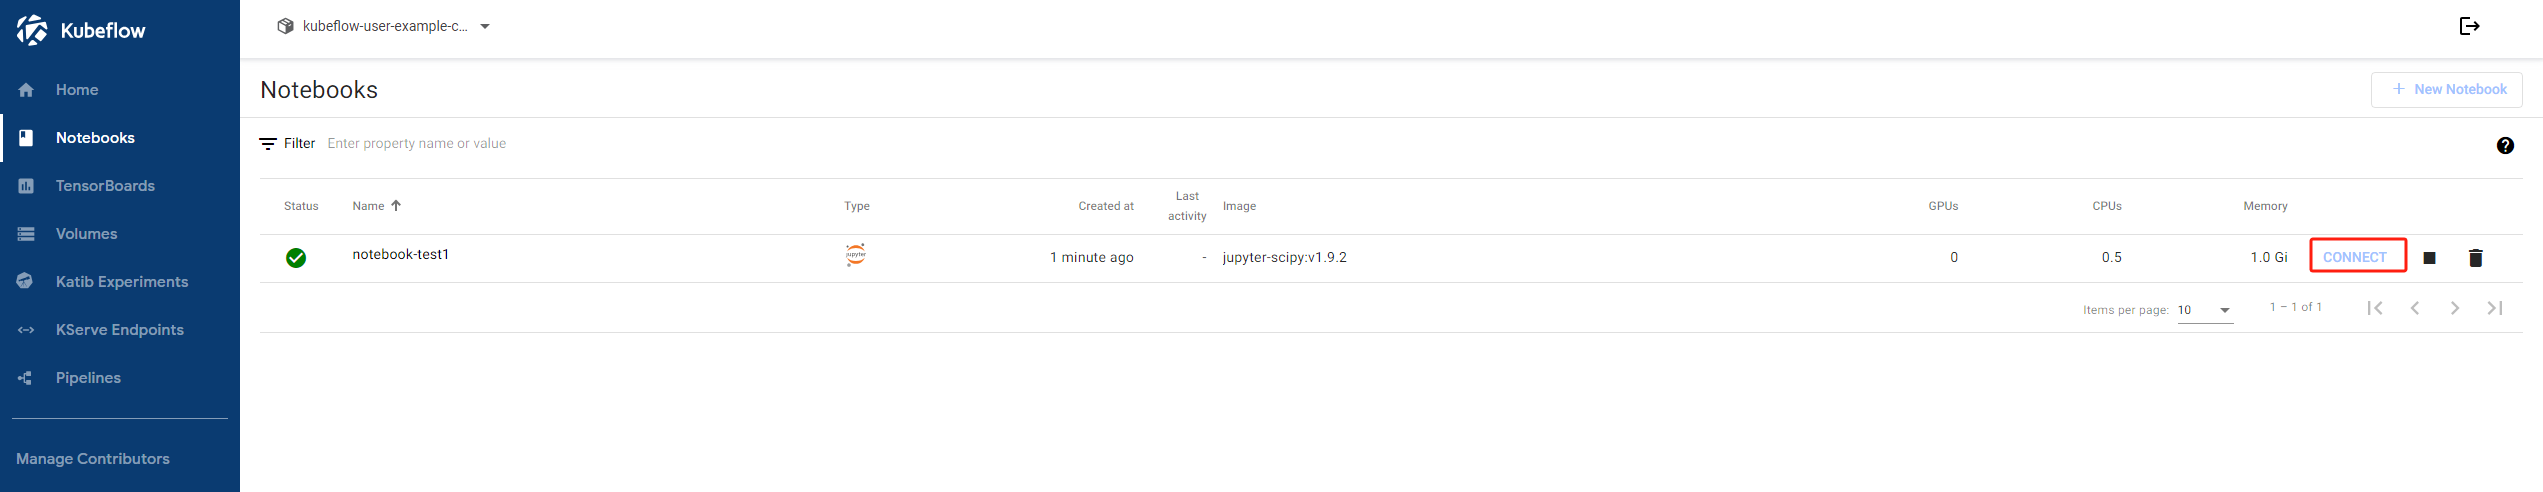 Kubeflow
kubeflow-user-example-c...
Home
Notebooks
TensorBoards
Volumes
Katib Experiments
KServe Endpoints
Pipelines
Manage Contributors
Notebooks
+ New Notebook
Filter Enter property name or value
?
Status Name Type Created at Last activity Image GPUs CPUs Memory
notebook-test1 jupyter 1 minute ago - jupyter-scipy:v1.9.2 0 0.5 1.0 Gi CONNECT
Items per page: 10 1 – 1 of 1